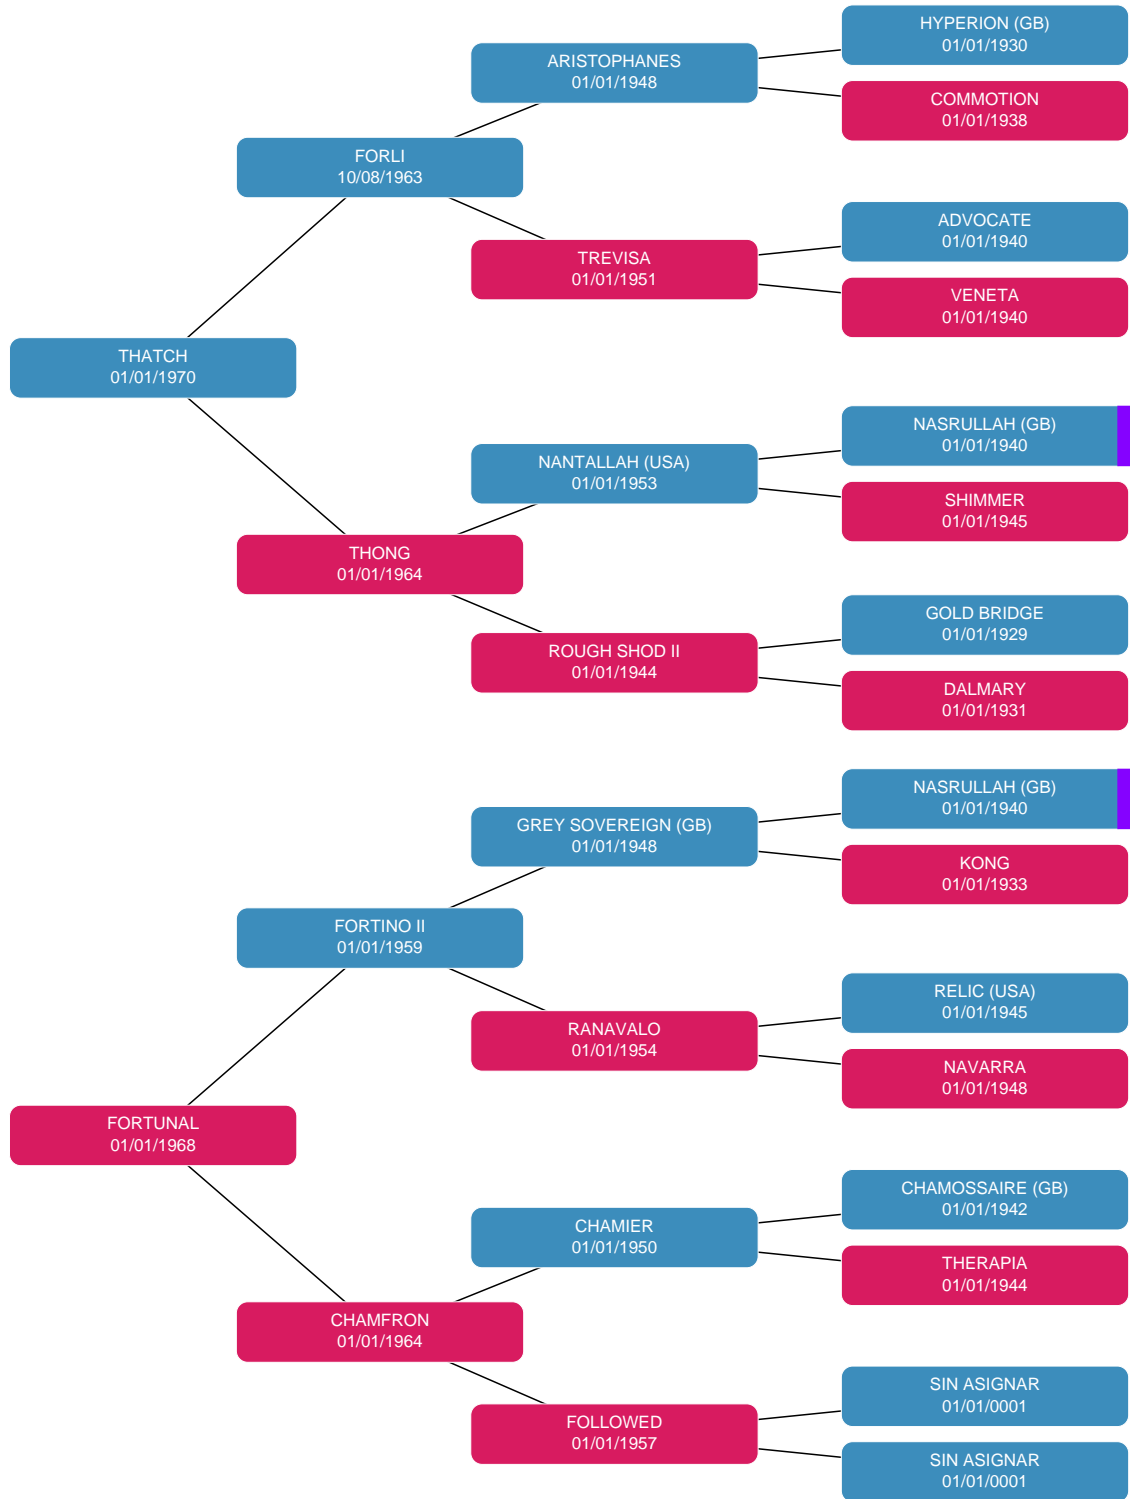 HYPERION (GB)
01/01/1930
ARISTOPHANES
01/01/1948
COMMOTION
01/01/1938
FORLI
10/08/1963
ADVOCATE
01/01/1940
TREVISA
01/01/1951
VENETA
01/01/1940
THATCH
01/01/1970
NASRULLAH (GB)
01/01/1940
NANTALLAH (USA)
01/01/1953
SHIMMER
01/01/1945
THONG
01/01/1964
GOLD BRIDGE
01/01/1929
ROUGH SHOD II
01/01/1944
DALMARY
01/01/1931
NASRULLAH (GB)
01/01/1940
GREY SOVEREIGN (GB)
01/01/1948
KONG
01/01/1933
FORTINO II
01/01/1959
RELIC (USA)
01/01/1945
RANAVALO
01/01/1954
NAVARRA
01/01/1948
FORTUNAL
01/01/1968
CHAMOSSAIRE (GB)
01/01/1942
CHAMIER
01/01/1950
THERAPIA
01/01/1944
CHAMFRON
01/01/1964
SIN ASIGNAR
01/01/0001
FOLLOWED
01/01/1957
SIN ASIGNAR
01/01/0001